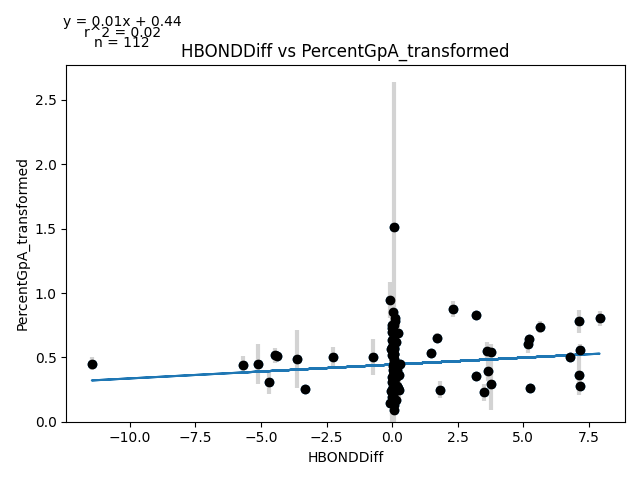 y = 0.01x + 0.44
r^2 = 0.02
n = 112
HBONDDiff vs PercentGpA_transformed
PercentGpA_transformed
2.5
2.0
1.5
1.0
0.5
0.0
−10.0 −7.5 −5.0 −2.5 0.0 2.5 5.0 7.5
HBONDDiff